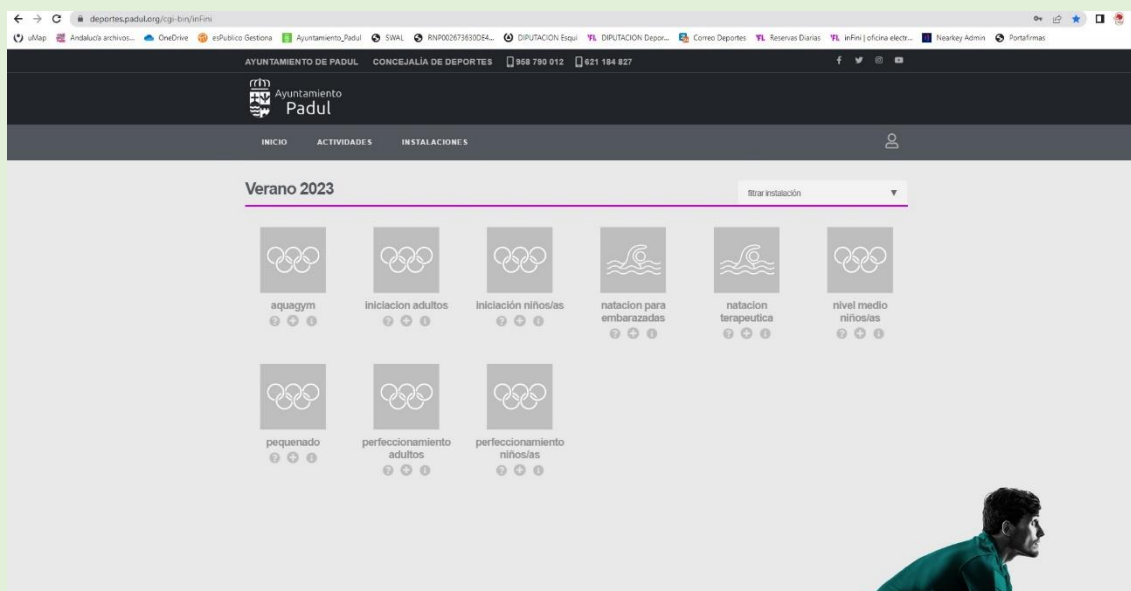 deportes.padul.org/cgi-bin/inFini
uMap Andalucía archivos... OneDrive esPublico Gestiona Ayuntamiento_Padul SWAL RNP002673630DE4... DIPUTACION Esqui DIPUTACION Depor... Correo Deportes Reservas Diarias inFini | oficina electr... Nearkey Admin Portafirmas
AYUNTAMIENTO DE PADUL CONCEJALÍA DE DEPORTES 958 790 012 621 184 827
Ayuntamiento
Padul
INICIO ACTIVIDADES INSTALACIONES
Verano 2023 filtrar instalación
aquagym iniciacion adultos iniciación niños/as natacion para natacion nivel medio
embarazadas terapeutica niños/as
pequenado perfeccionamiento perfeccionamiento
adultos niños/as